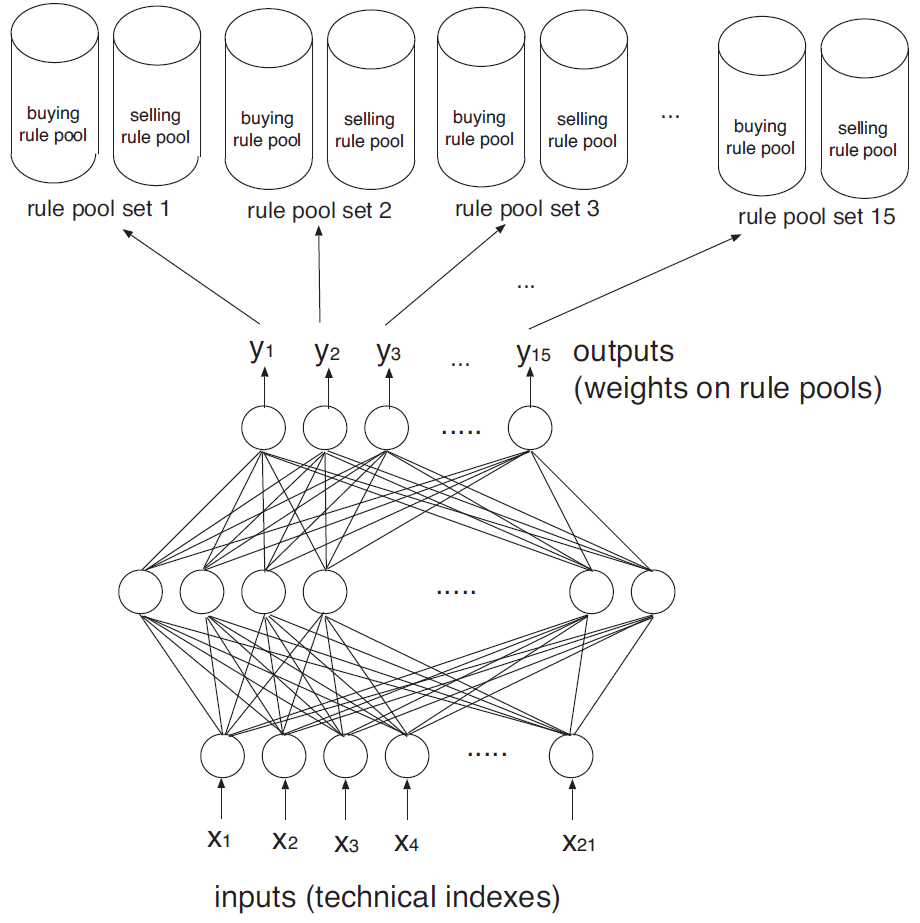 buying
rule pool
selling
rule pool
buying
rule pool
selling
rule pool
buying
rule pool
selling
rule pool
...
buying
rule pool
selling
rule pool
rule pool set 1
rule pool set 2
rule pool set 3
rule pool set 15
...
y1
y2
y3
...
y15
outputs
(weights on rule pools)
.....
.....
.....
x1
x2
x3
x4
x21
inputs (technical indexes)